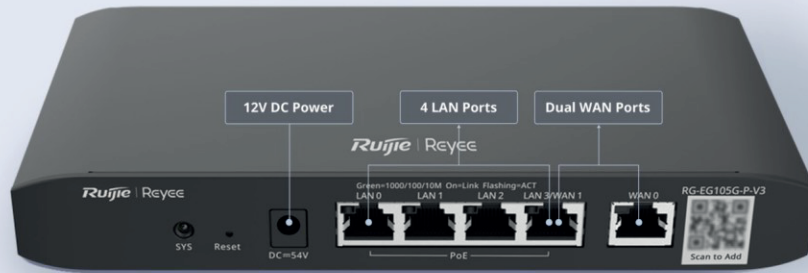 12V DC Power
4 LAN Ports
Dual WAN Ports
Ruijie | Reyee
Ruijie | Reyee
Green=1000/100/10M On=Link Flashing=ACT
LAN 0
LAN 1
LAN 2
LAN 3/WAN 1
WAN 0
RG-EG105G-P-V3
SYS
Reset
DC⎓54V
PoE
Scan to Add